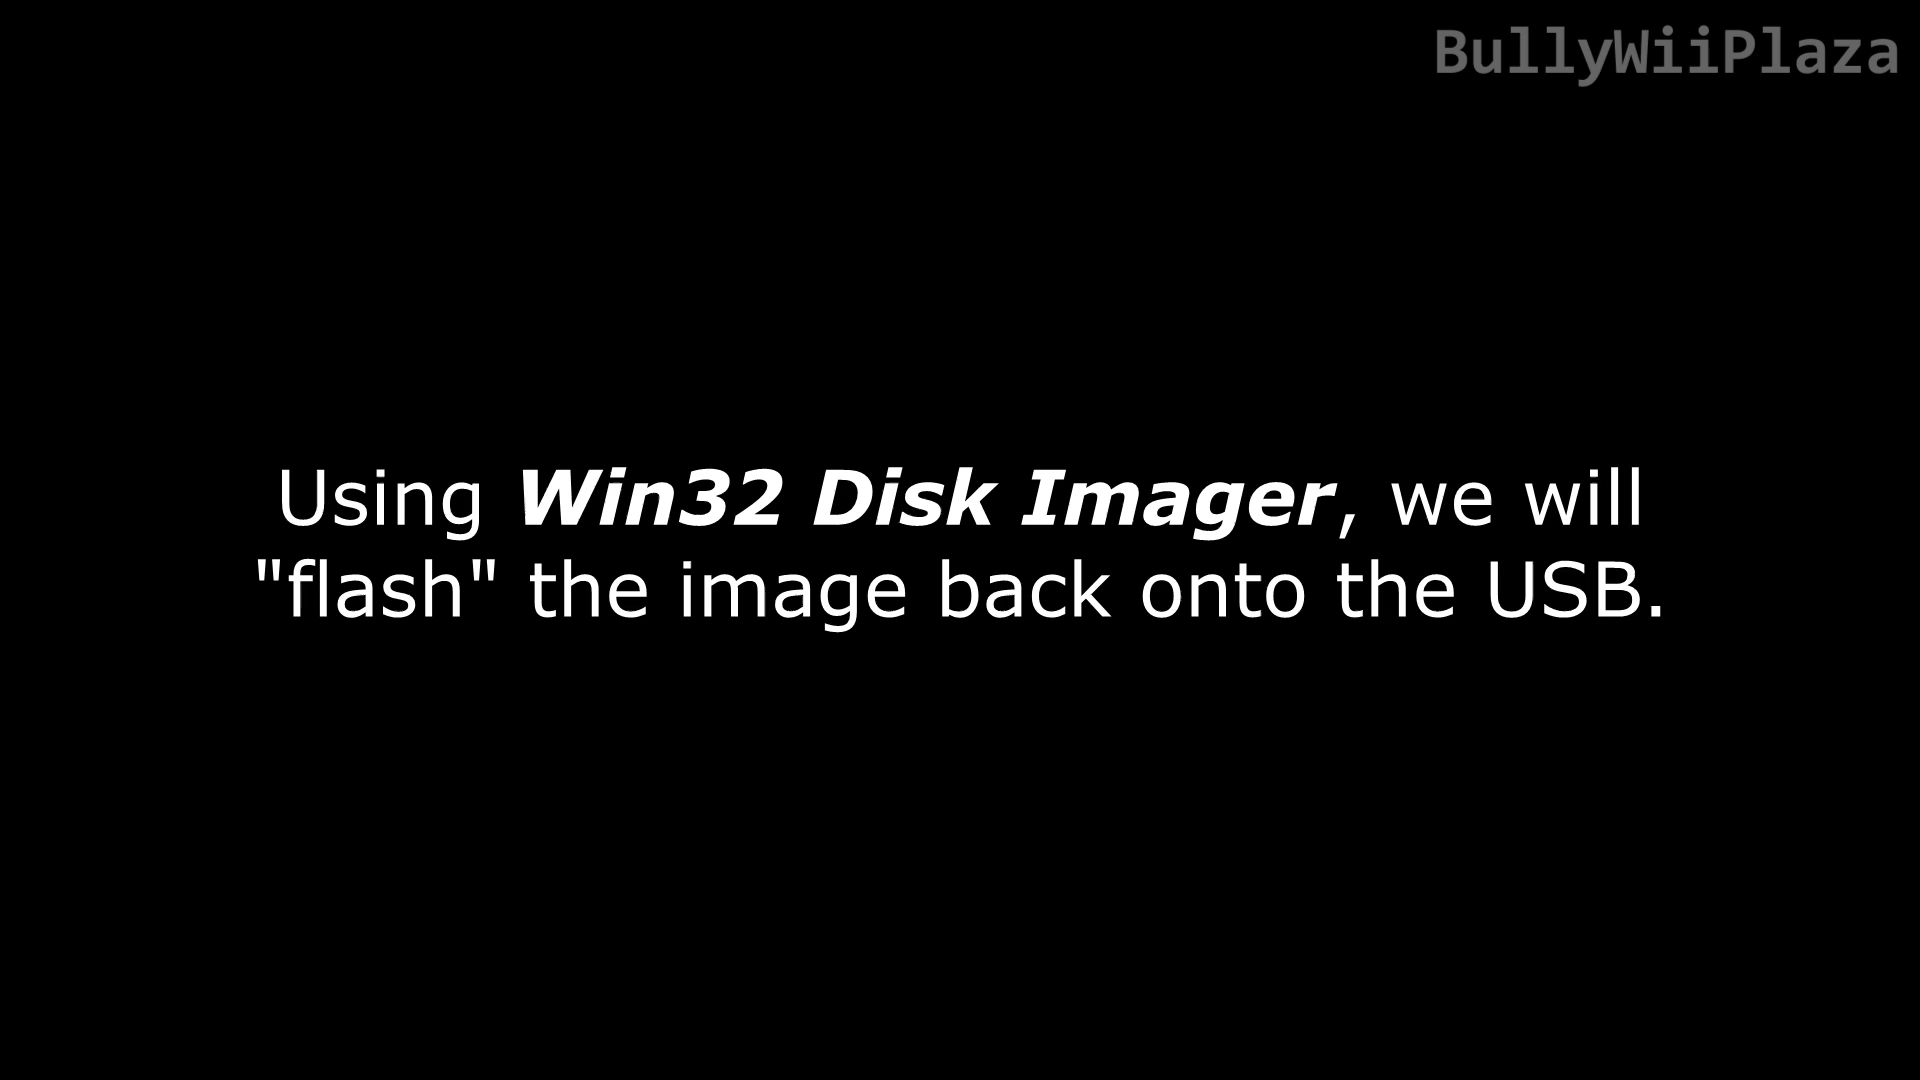 BullyWiiPlaza
Using Win32 Disk Imager, we will
"flash" the image back onto the USB.